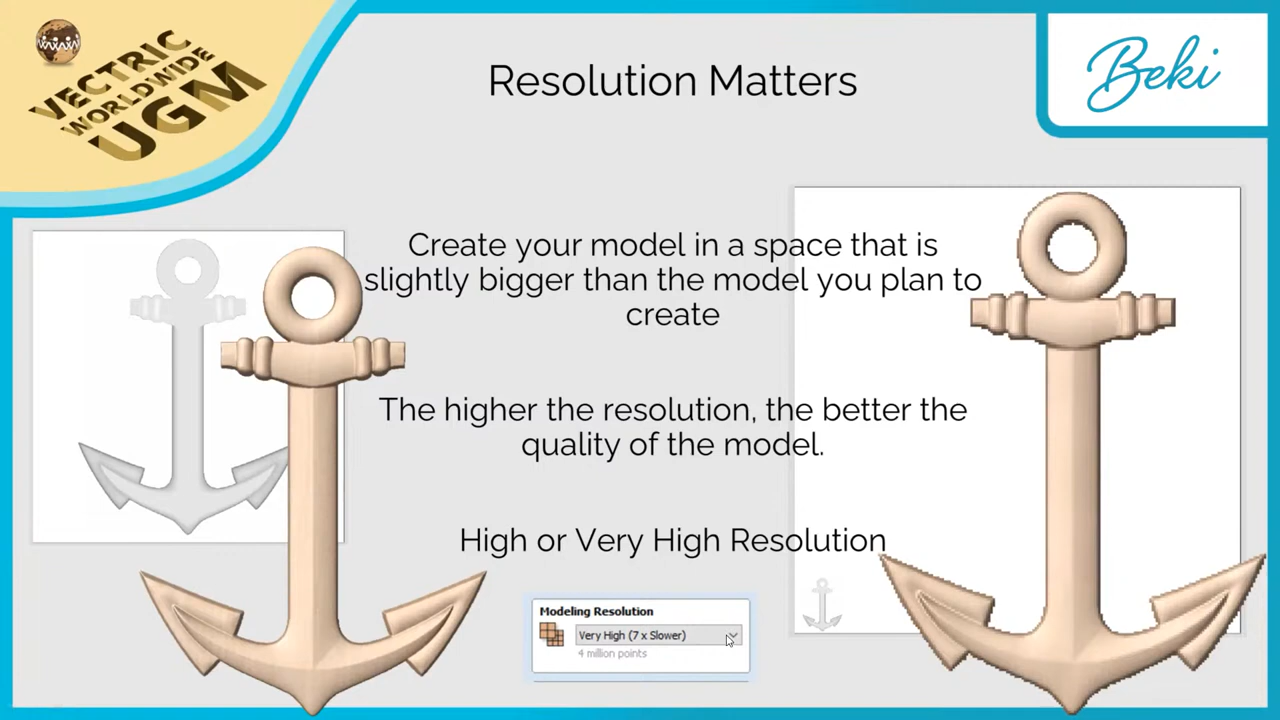 VECTRIC
WORLDWIDE
UGM
Resolution Matters
Beki
Create your model in a space that is
slightly bigger than the model you plan to
create
The higher the resolution, the better the
quality of the model.
High or Very High Resolution
Modeling Resolution
Very High (7 x Slower)
4 million points